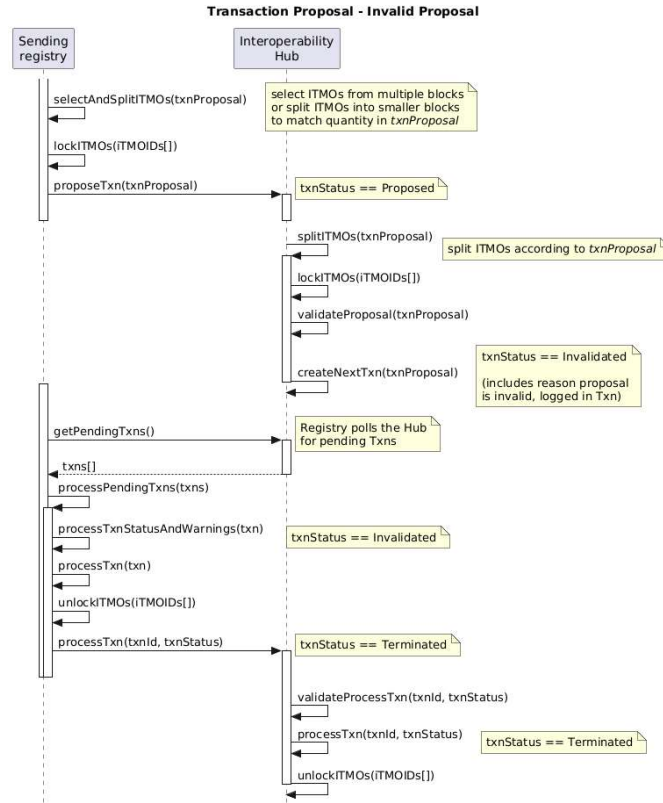 Transaction Proposal - Invalid Proposal
Sending
registry
Interoperability
Hub
selectAndSplitITMOs(txnProposal)
select ITMOs from multiple blocks
or split ITMOs into smaller blocks
to match quantity in txnProposal
lockITMOs(iTMOIDs[])
proposeTxn(txnProposal)
txnStatus == Proposed
splitITMOs(txnProposal)
split ITMOs according to txnProposal
lockITMOs(iTMOIDs[])
validateProposal(txnProposal)
createNextTxn(txnProposal)
txnStatus == Invalidated
(includes reason proposal
is invalid, logged in Txn)
getPendingTxns()
Registry polls the Hub
for pending Txns
txns[]
processPendingTxns(txns)
processTxnStatusAndWarnings(txn)
txnStatus == Invalidated
processTxn(txn)
unlockITMOs(iTMOIDs[])
processTxn(txnId, txnStatus)
txnStatus == Terminated
validateProcessTxn(txnId, txnStatus)
processTxn(txnId, txnStatus)
txnStatus == Terminated
unlockITMOs(iTMOIDs[])